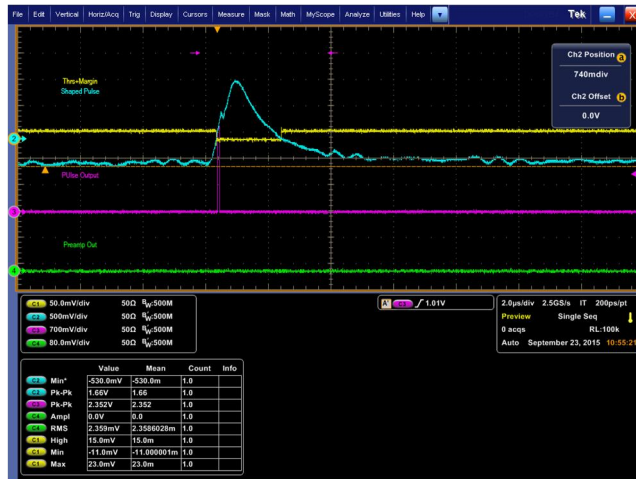 File Edit Vertical Horiz/Acq Trig Display Cursors Measure Mask Math MyScope Analyze Utilities Help Tek X
Ch2 Position a
740mdiv
Ch2 Offset b
0.0V
Thrs+Margin
Shaped Pulse
PUlse Output
Preamp Out
2
3
4
C1 50.0mV/div 50Ω BW:500M
C2 500mV/div 50Ω BW:500M
C3 700mV/div 50Ω BW:500M
C4 80.0mV/div 50Ω BW:500M
A' C3 1.01V
2.0µs/div 2.5GS/s IT 200ps/pt
Preview Single Seq
0 acqs RL:100k
Auto September 23, 2015 10:55:21
Value Mean Count Info
C2 Min* -530.0mV -530.0m 1.0
C2 Pk-Pk 1.66V 1.66 1.0
C3 Pk-Pk 2.352V 2.352 1.0
C4 Ampl 0.0V 0.0 1.0
C4 RMS 2.359mV 2.3586028m 1.0
C1 High 15.0mV 15.0m 1.0
C1 Min -11.0mV -11.000001m 1.0
C1 Max 23.0mV 23.0m 1.0